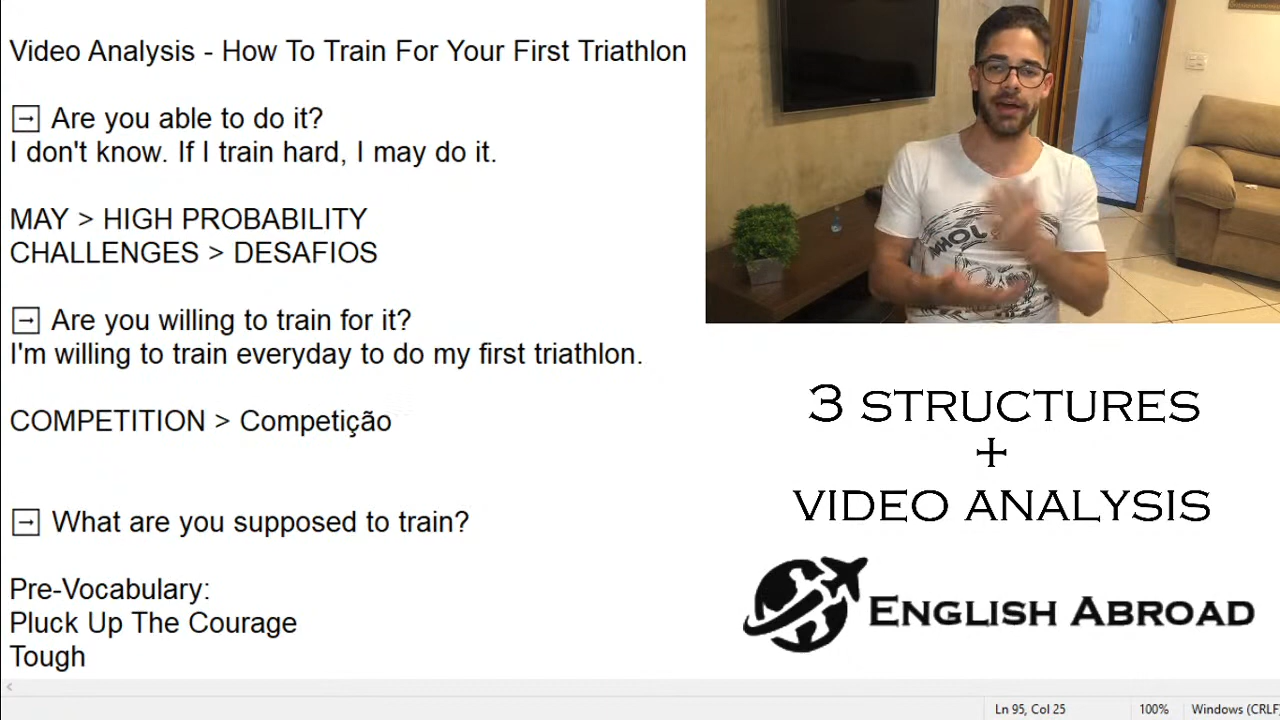 Video Analysis - How To Train For Your First Triathlon
→ Are you able to do it?
I don't know. If I train hard, I may do it.
MAY > HIGH PROBABILITY
CHALLENGES > DESAFIOS
→ Are you willing to train for it?
I'm willing to train everyday to do my first triathlon.
COMPETITION > Competição
→ What are you supposed to train?
Pre-Vocabulary:
Pluck Up The Courage
Tough
WHOL
3 STRUCTURES
+
VIDEO ANALYSIS
ENGLISH ABROAD
Ln 95, Col 25
100%
Windows (CRLF